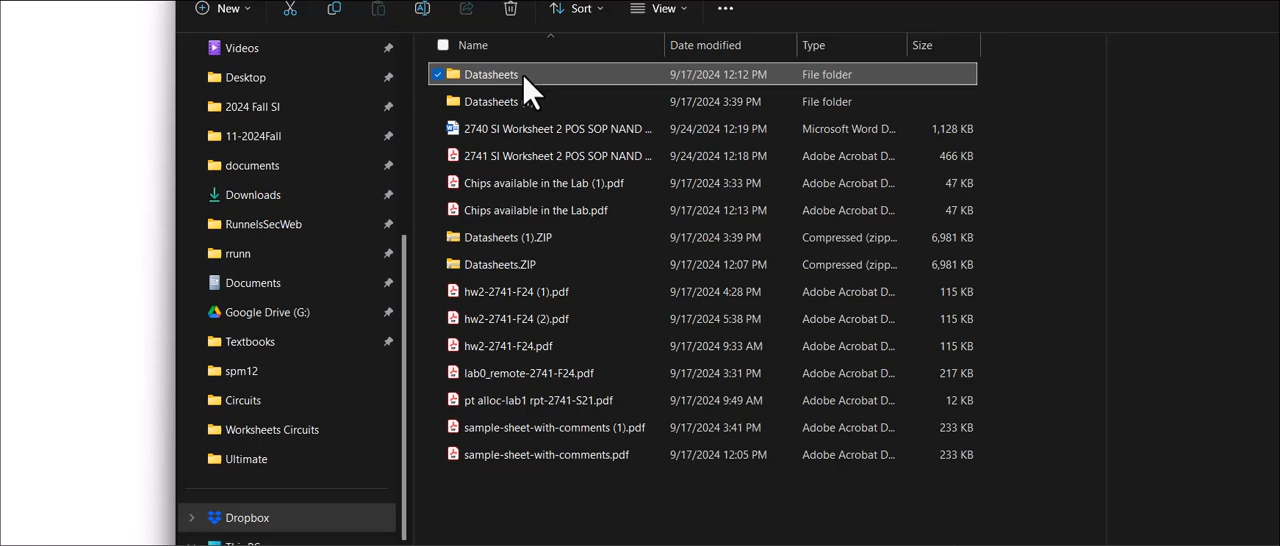 New Sort View
Name Date modified Type Size
Videos
Desktop
2024 Fall SI
11-2024Fall
documents
Downloads
RunnelsSecWeb
rrunn
Documents
Google Drive (G:)
Textbooks
spm12
Circuits
Worksheets Circuits
Ultimate
Dropbox
Datasheets 9/17/2024 12:12 PM File folder
Datasheets 9/17/2024 3:39 PM File folder
2740 SI Worksheet 2 POS SOP NAND ... 9/24/2024 12:19 PM Microsoft Word D... 1,128 KB
2741 SI Worksheet 2 POS SOP NAND ... 9/24/2024 12:18 PM Adobe Acrobat D... 466 KB
Chips available in the Lab (1).pdf 9/17/2024 3:33 PM Adobe Acrobat D... 47 KB
Chips available in the Lab.pdf 9/17/2024 12:13 PM Adobe Acrobat D... 47 KB
Datasheets (1).ZIP 9/17/2024 3:39 PM Compressed (zipp... 6,981 KB
Datasheets.ZIP 9/17/2024 12:07 PM Compressed (zipp... 6,981 KB
hw2-2741-F24 (1).pdf 9/17/2024 4:28 PM Adobe Acrobat D... 115 KB
hw2-2741-F24 (2).pdf 9/17/2024 5:38 PM Adobe Acrobat D... 115 KB
hw2-2741-F24.pdf 9/17/2024 9:33 AM Adobe Acrobat D... 115 KB
lab0_remote-2741-F24.pdf 9/17/2024 3:31 PM Adobe Acrobat D... 217 KB
pt alloc-lab1 rpt-2741-S21.pdf 9/17/2024 9:49 AM Adobe Acrobat D... 12 KB
sample-sheet-with-comments (1).pdf 9/17/2024 3:41 PM Adobe Acrobat D... 233 KB
sample-sheet-with-comments.pdf 9/17/2024 12:05 PM Adobe Acrobat D... 233 KB